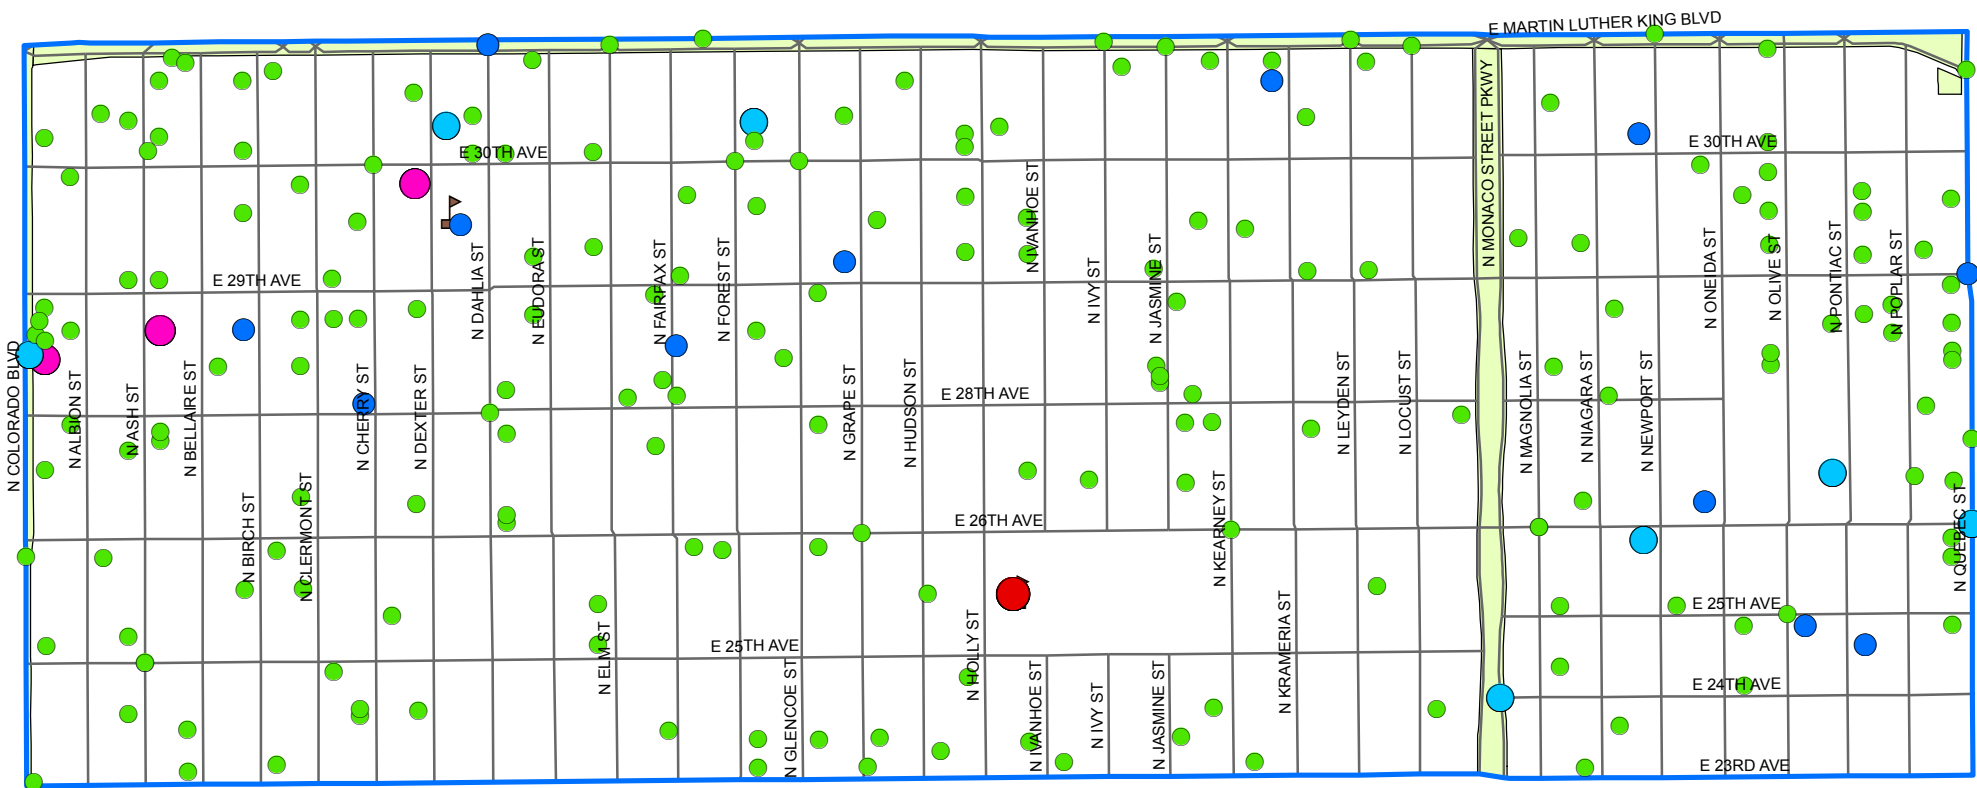 E MARTIN LUTHER KING BLVD
E 30TH AVE
E 30TH AVE
N MONACO STREET PKWY
N IVANHOE ST
E 29TH AVE
N DAHLIA ST
N EUDORA ST
N FAIRFAX ST
N FOREST ST
N IVY ST
N JASMINE ST
N ONEIDA ST
N OLIVE ST
N PONTIAC ST
N POPLAR ST
N COLORADO BLVD
N ALBION ST
N ASH ST
N BELLAIRE ST
N CHERRY ST
N DEXTER ST
N GRAPE ST
N HUDSON ST
E 28TH AVE
N LEYDEN ST
N LOCUST ST
N MAGNOLIA ST
N NIAGARA ST
N NEWPORT ST
N BIRCH ST
N CLERMONT ST
E 26TH AVE
N KEARNEY ST
N QUEBEC ST
N ELM ST
E 25TH AVE
N HOLLY ST
N KRAMERIA ST
E 25TH AVE
N GLENCOE ST
N IVANHOE ST
N IVY ST
N JASMINE ST
E 24TH AVE
E 23RD AVE